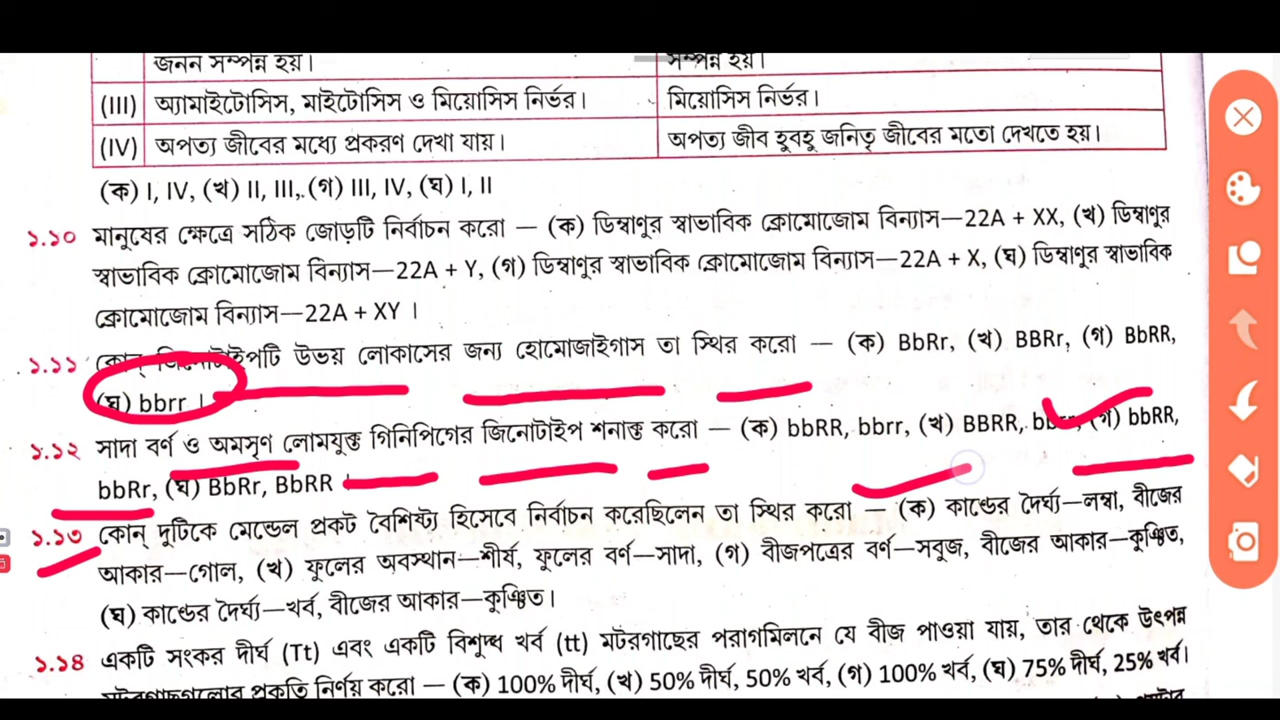 জনন সম্পন্ন হয়। সম্পন্ন হয়।
(III) অ্যামাইটোসিস, মাইটোসিস ও মিয়োসিস নির্ভর। মিয়োসিস নির্ভর।
(IV) অপত্য জীবের মধ্যে প্রকরণ দেখা যায়। অপত্য জীব হুবহু জনিতৃ জীবের মতো দেখতে হয়।
(ক) I, IV, (খ) II, III, (গ) III, IV, (ঘ) I, II
১.১০ মানুষের ক্ষেত্রে সঠিক জোড়টি নির্বাচন করো — (ক) ডিম্বাণুর স্বাভাবিক ক্রোমোজোম বিন্যাস—22A + XX, (খ) ডিম্বাণুর
স্বাভাবিক ক্রোমোজোম বিন্যাস—22A + Y, (গ) ডিম্বাণুর স্বাভাবিক ক্রোমোজোম বিন্যাস—22A + X, (ঘ) ডিম্বাণুর স্বাভাবিক
ক্রোমোজোম বিন্যাস—22A + XY ।
১.১১ কোন্ জিনোটাইপটি উভয় লোকাসের জন্য হোমোজাইগাস তা স্থির করো — (ক) BbRr, (খ) BBRr, (গ) BbRR,
(ঘ) bbrr ।
১.১২ সাদা বর্ণ ও অমসৃণ লোমযুক্ত গিনিপিগের জিনোটাইপ শনাক্ত করো — (ক) bbRR, bbrr, (খ) BBRR, (গ) bbRR,
bbRr, (ঘ) BbRr, BbRR ।
১.১৩ কোন্ দুটিকে মেন্ডেল প্রকট বৈশিষ্ট্য হিসেবে নির্বাচন করেছিলেন তা স্থির করো — (ক) কাণ্ডের দৈর্ঘ্য—লম্বা, বীজের
আকার—গোল, (খ) ফুলের অবস্থান—শীর্ষ, ফুলের বর্ণ—সাদা, (গ) বীজপত্রের বর্ণ—সবুজ, বীজের আকার—কুঞ্চিত,
(ঘ) কাণ্ডের দৈর্ঘ্য—খর্ব, বীজের আকার—কুঞ্চিত।
১.১৪ একটি সংকর দীর্ঘ (Tt) এবং একটি বিশুদ্ধ খর্ব (tt) মটরগাছের পরাগমিলনে যে বীজ পাওয়া যায়, তার থেকে উৎপন্ন
মটরগাছগুলোর প্রকৃতি নির্ণয় করো — (ক) 100% দীর্ঘ, (খ) 50% দীর্ঘ, 50% খর্ব, (গ) 100% খর্ব, (ঘ) 75% দীর্ঘ, 25% খর্ব।